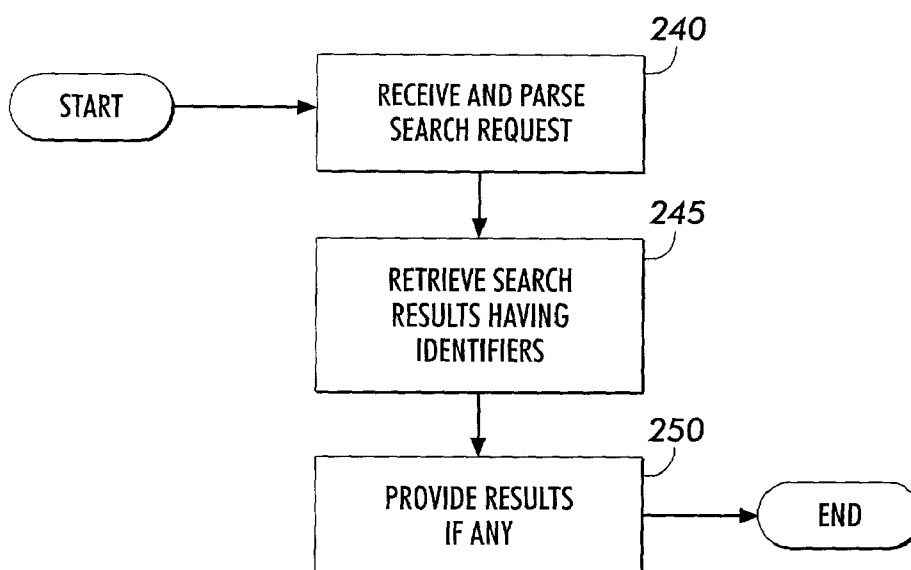 240
START
RECEIVE AND PARSE
SEARCH REQUEST
245
RETRIEVE SEARCH
RESULTS HAVING
IDENTIFIERS
250
PROVIDE RESULTS
IF ANY
END